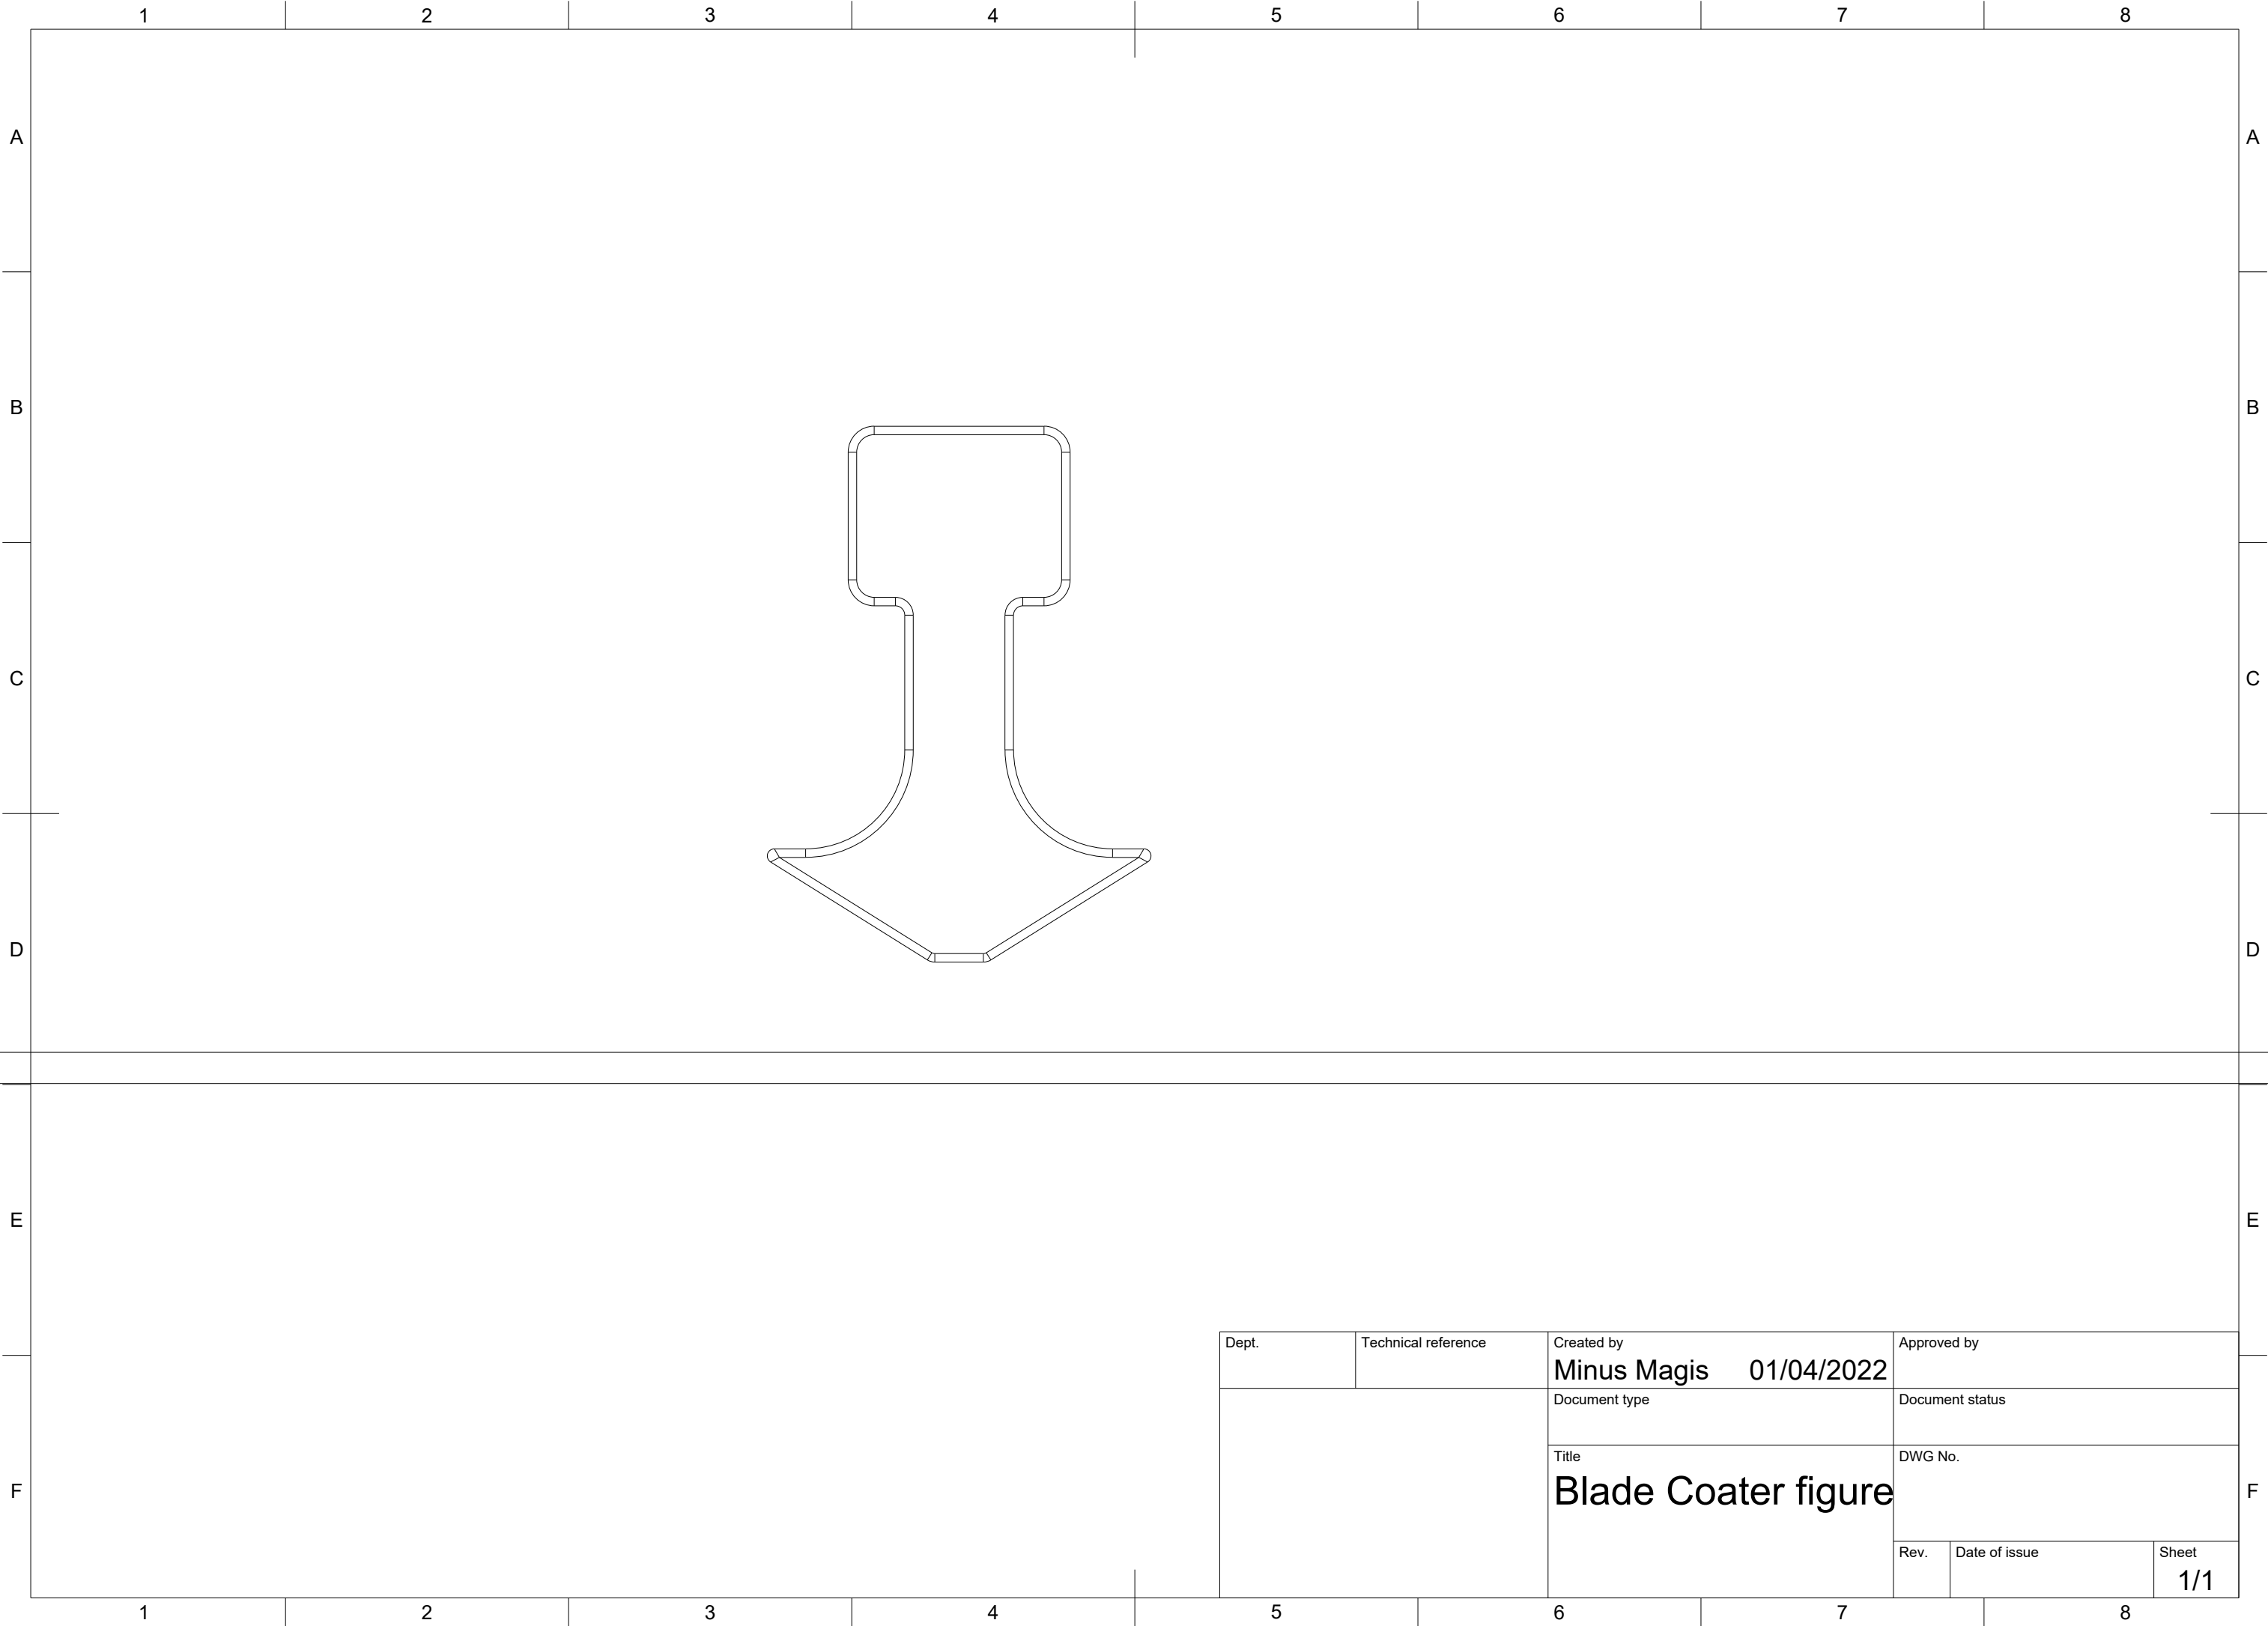 1 2 3 4 5 6 7 8
A A
B B
C C
D D
E E
Dept. Technical reference Created by Approved by
Minus Magis 01/04/2022
Document type Document status
Title DWG No.
Blade Coater figure
F F
Rev. Date of issue Sheet
1/1
1 2 3 4 5 6 7 8